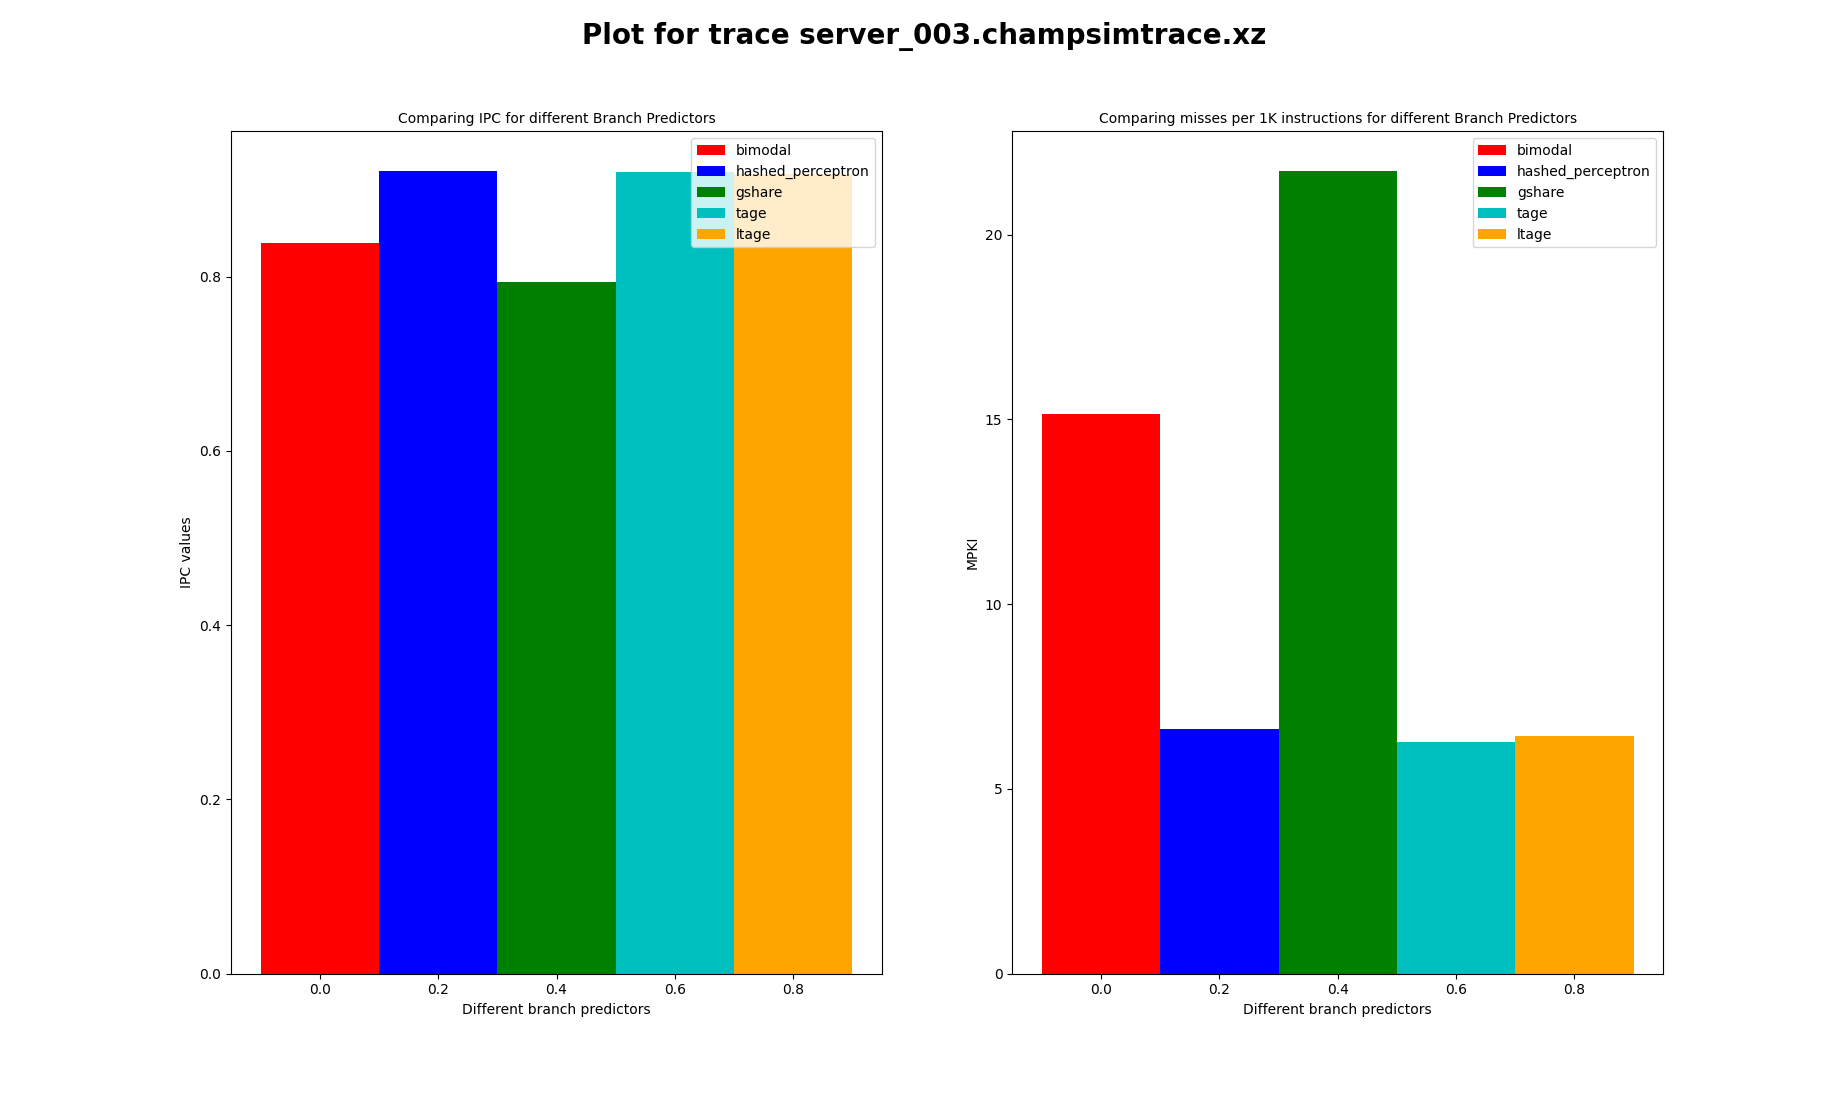 Plot for trace server_003.champsimtrace.xz
Comparing IPC for different Branch Predictors
bimodal
hashed_perceptron
gshare
tage
ltage
0.8
0.6
0.4
0.2
0.0
IPC values
0.0 0.2 0.4 0.6 0.8
Different branch predictors
Comparing misses per 1K instructions for different Branch Predictors
bimodal
hashed_perceptron
gshare
tage
ltage
20
15
10
5
0
MPKI
0.0 0.2 0.4 0.6 0.8
Different branch predictors